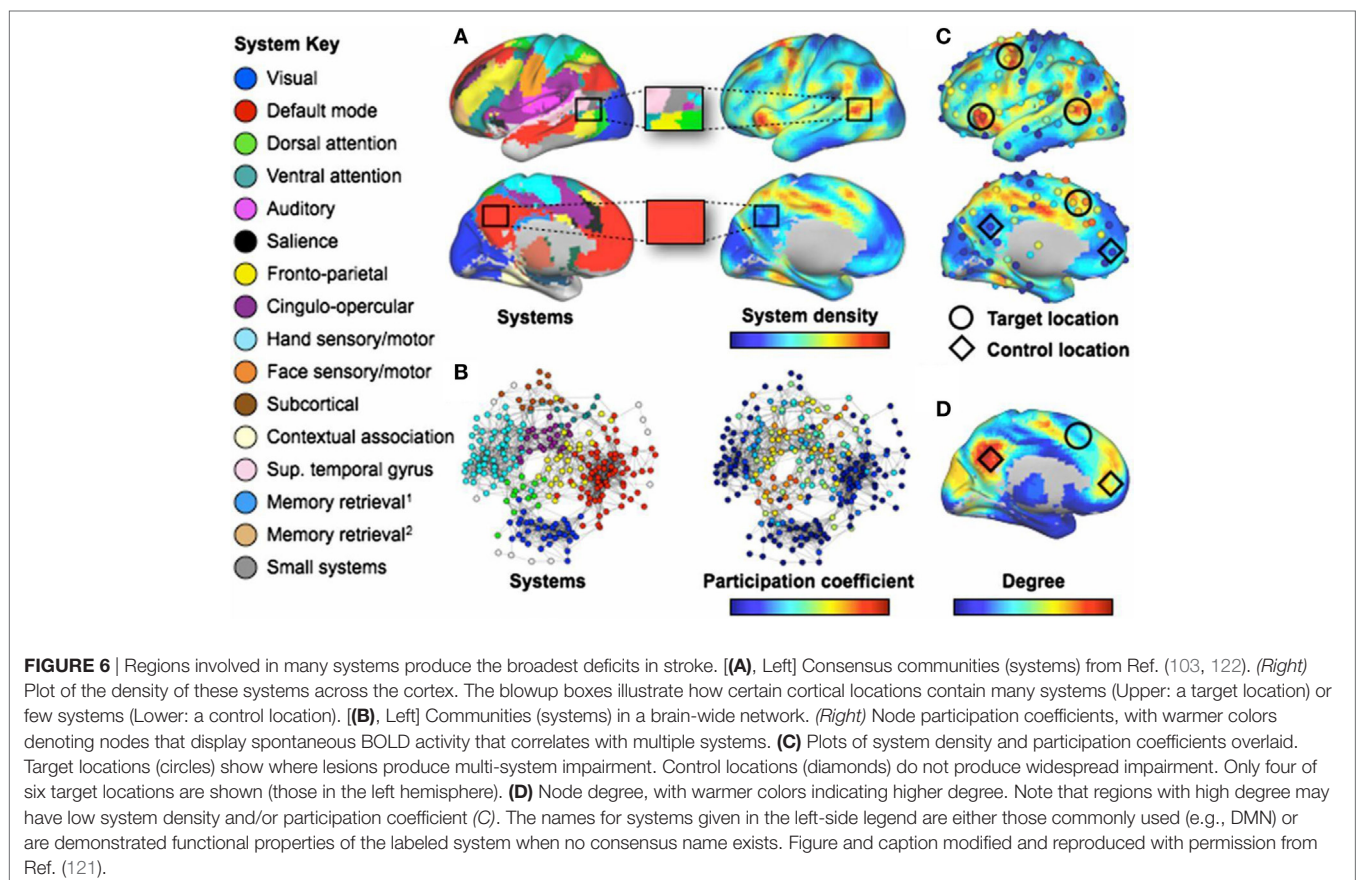 System Key
Visual
Default mode
Dorsal attention
Ventral attention
Auditory
Salience
Fronto-parietal
Cingulo-opercular
Hand sensory/motor
Face sensory/motor
Subcortical
Contextual association
Sup. temporal gyrus
Memory retrieval¹
Memory retrieval²
Small systems
A
Systems
System density
C
Target location
Control location
B
Systems
Participation coefficient
D
Degree
FIGURE 6 | Regions involved in many systems produce the broadest deficits in stroke. [(A), Left] Consensus communities (systems) from Ref. (103, 122). (Right)
Plot of the density of these systems across the cortex. The blowup boxes illustrate how certain cortical locations contain many systems (Upper: a target location) or
few systems (Lower: a control location). [(B), Left] Communities (systems) in a brain-wide network. (Right) Node participation coefficients, with warmer colors
denoting nodes that display spontaneous BOLD activity that correlates with multiple systems. (C) Plots of system density and participation coefficients overlaid.
Target locations (circles) show where lesions produce multi-system impairment. Control locations (diamonds) do not produce widespread impairment. Only four of
six target locations are shown (those in the left hemisphere). (D) Node degree, with warmer colors indicating higher degree. Note that regions with high degree may
have low system density and/or participation coefficient (C). The names for systems given in the left-side legend are either those commonly used (e.g., DMN) or
are demonstrated functional properties of the labeled system when no consensus name exists. Figure and caption modified and reproduced with permission from
Ref. (121).